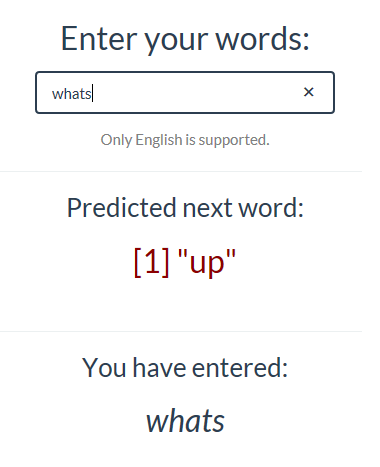 Enter your words:
whats ×
Only English is supported.
Predicted next word:
[1] "up"
You have entered:
whats